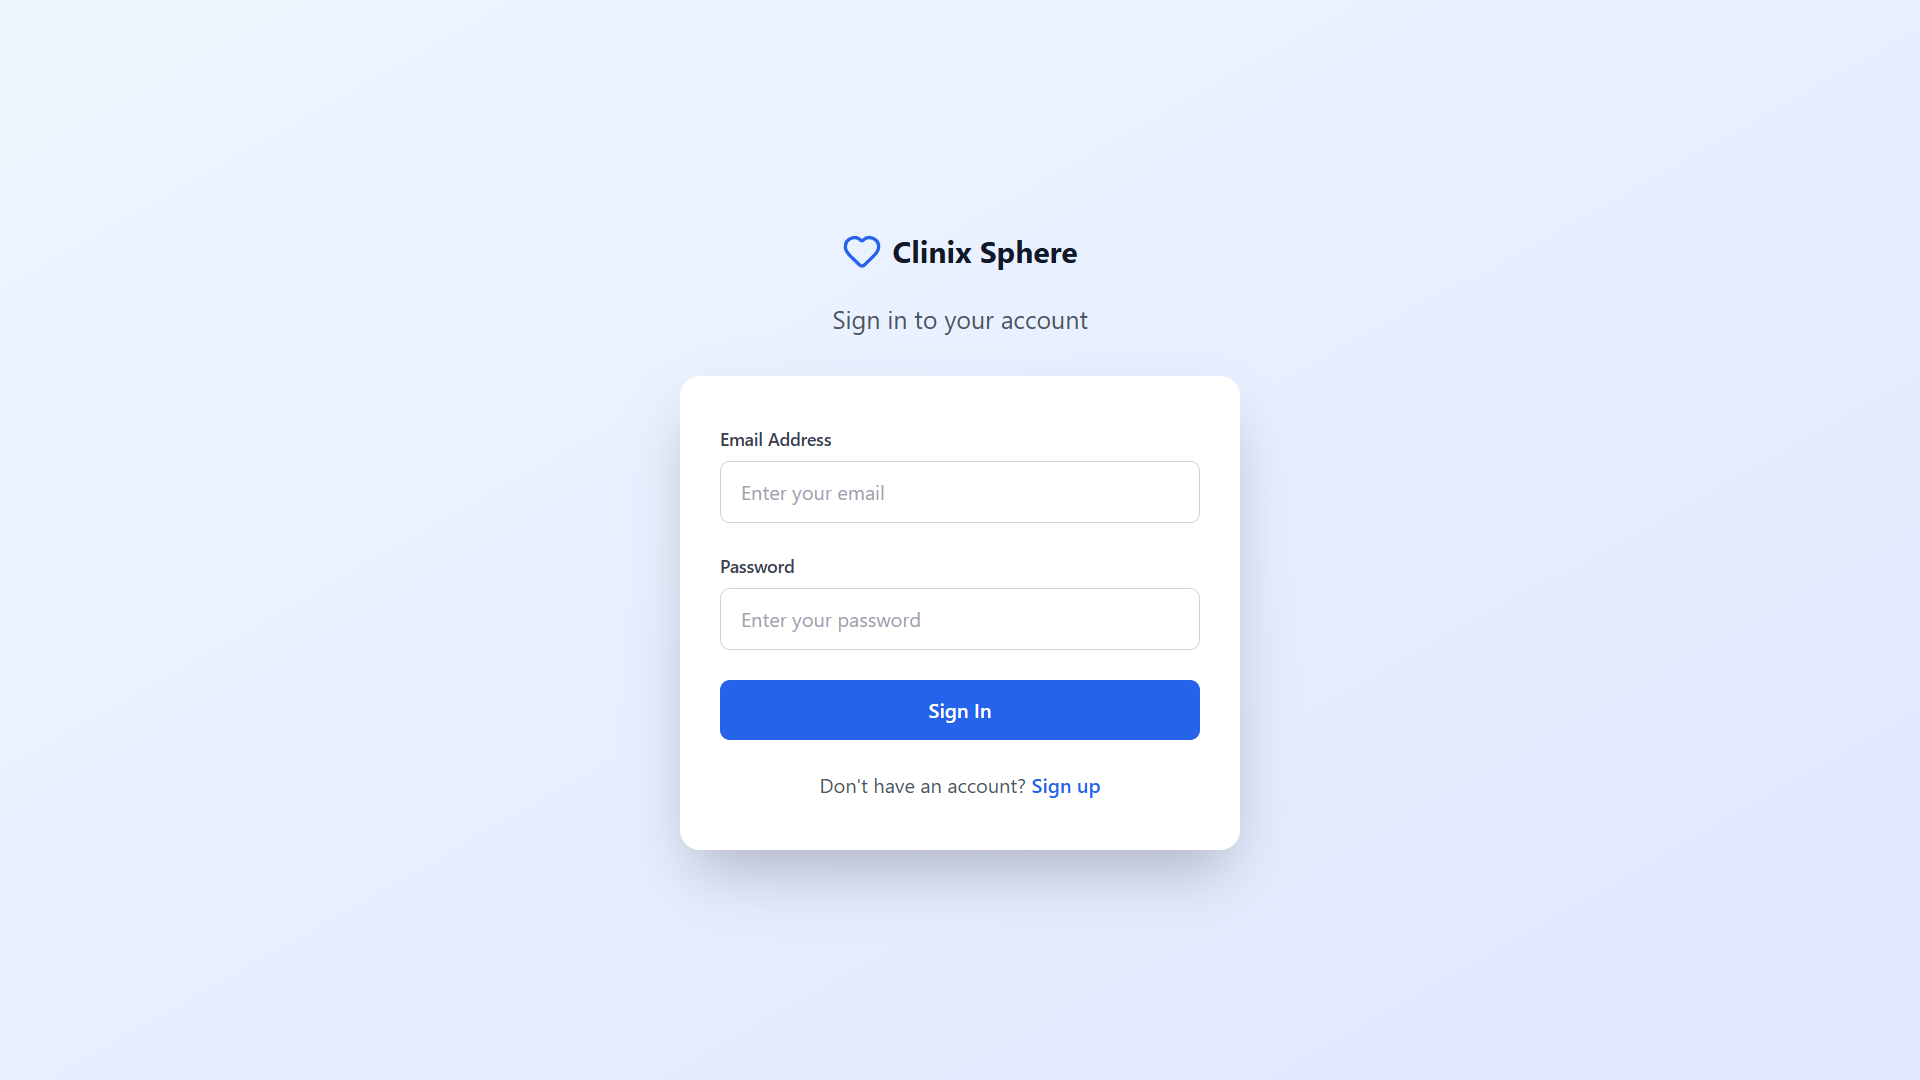 Clinix Sphere
Sign in to your account
Email Address
Enter your email
Password
Enter your password
Sign In
Don't have an account? Sign up